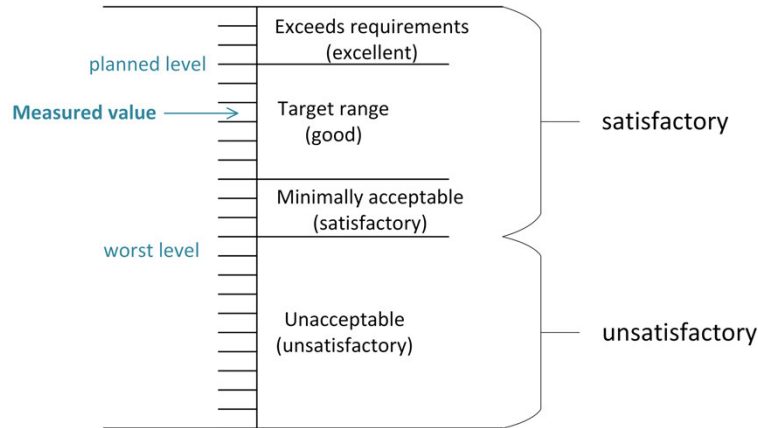 Exceeds requirements
(excellent)
planned level
Measured value
Target range
(good)
satisfactory
Minimally acceptable
(satisfactory)
worst level
Unacceptable
(unsatisfactory)
unsatisfactory